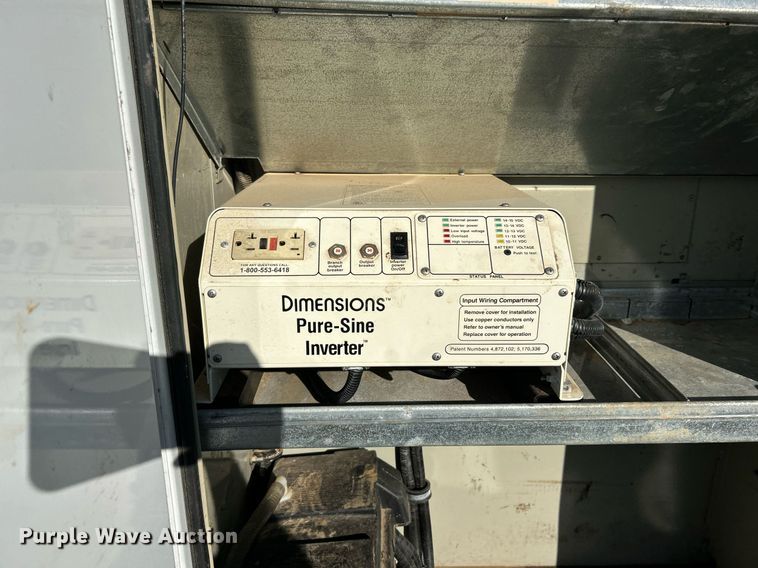 External power
Inverter power
Low input voltage
Overload
High temperature
14-15 VDC
13-14 VDC
12-13 VDC
11-12 VDC
10-11 VDC
BATTERY VOLTAGE
Push to test
STATUS PANEL
FOR ANY QUESTIONS CALL:
1-800-553-6418
Branch
output
breaker
Output
breaker
Inverter
power
On/Off
DIMENSIONS™
Pure-Sine
Inverter™
Input Wiring Compartment
Remove cover for installation
Use copper conductors only
Refer to owner's manual
Replace cover for operation
Patent Numbers 4,872,102; 5,170,336
Purple Wave Auction